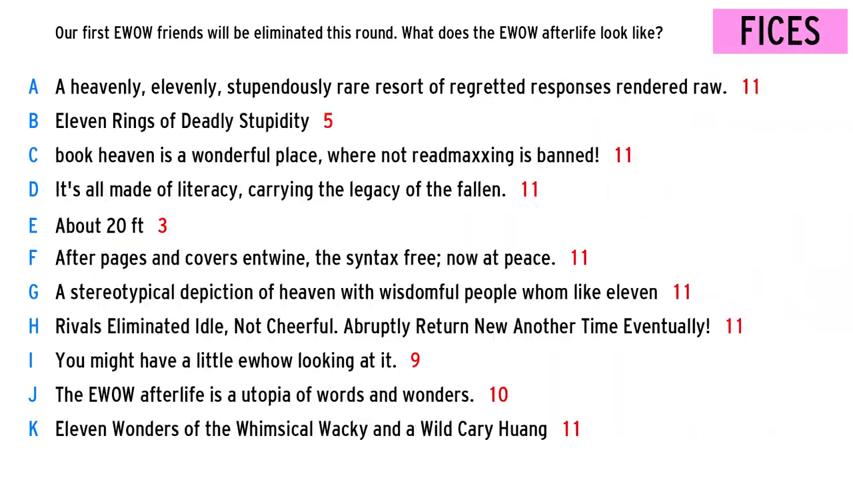 Our first EWOW friends will be eliminated this round. What does the EWOW afterlife look like?
FICES
A A heavenly, elevenly, stupendously rare resort of regretted responses rendered raw. 11
B Eleven Rings of Deadly Stupidity 5
C book heaven is a wonderful place, where not readmaxxing is banned! 11
D It's all made of literacy, carrying the legacy of the fallen. 11
E About 20 ft 3
F After pages and covers entwine, the syntax free; now at peace. 11
G A stereotypical depiction of heaven with wisdomful people whom like eleven 11
H Rivals Eliminated Idle, Not Cheerful. Abruptly Return New Another Time Eventually! 11
I You might have a little ewhow looking at it. 9
J The EWOW afterlife is a utopia of words and wonders. 10
K Eleven Wonders of the Whimsical Wacky and a Wild Cary Huang 11